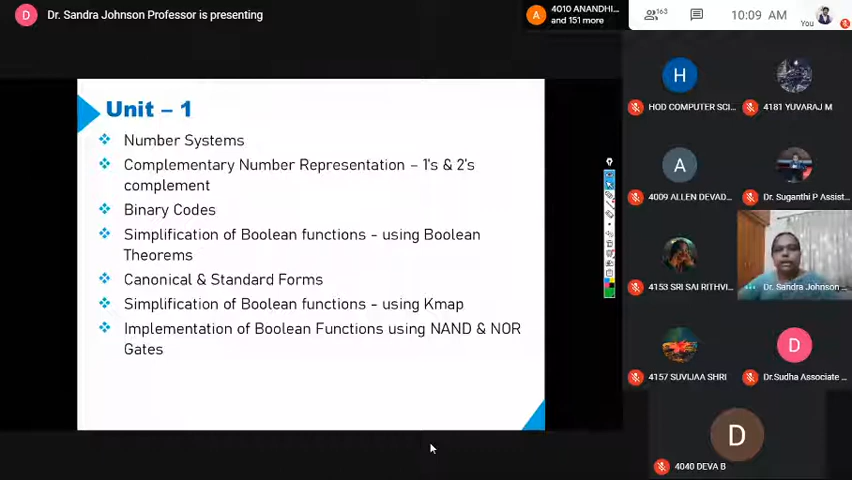 D Dr. Sandra Johnson Professor is presenting
A 4010 ANANDHI...
and 151 more
163
10:09 AM
You
Unit – 1
Number Systems
Complementary Number Representation – 1's & 2's
complement
Binary Codes
Simplification of Boolean functions - using Boolean
Theorems
Canonical & Standard Forms
Simplification of Boolean functions - using Kmap
Implementation of Boolean Functions using NAND & NOR
Gates
H
HOD COMPUTER SCI...
4181 YUVARAJ M
A
4009 ALLEN DEVAD...
Dr. Suganthi P Assist...
4153 SRI SAI RITHVI...
Dr. Sandra Johnson ...
D
4157 SUVIJAA SHRI
Dr.Sudha Associate ...
D
4040 DEVA B